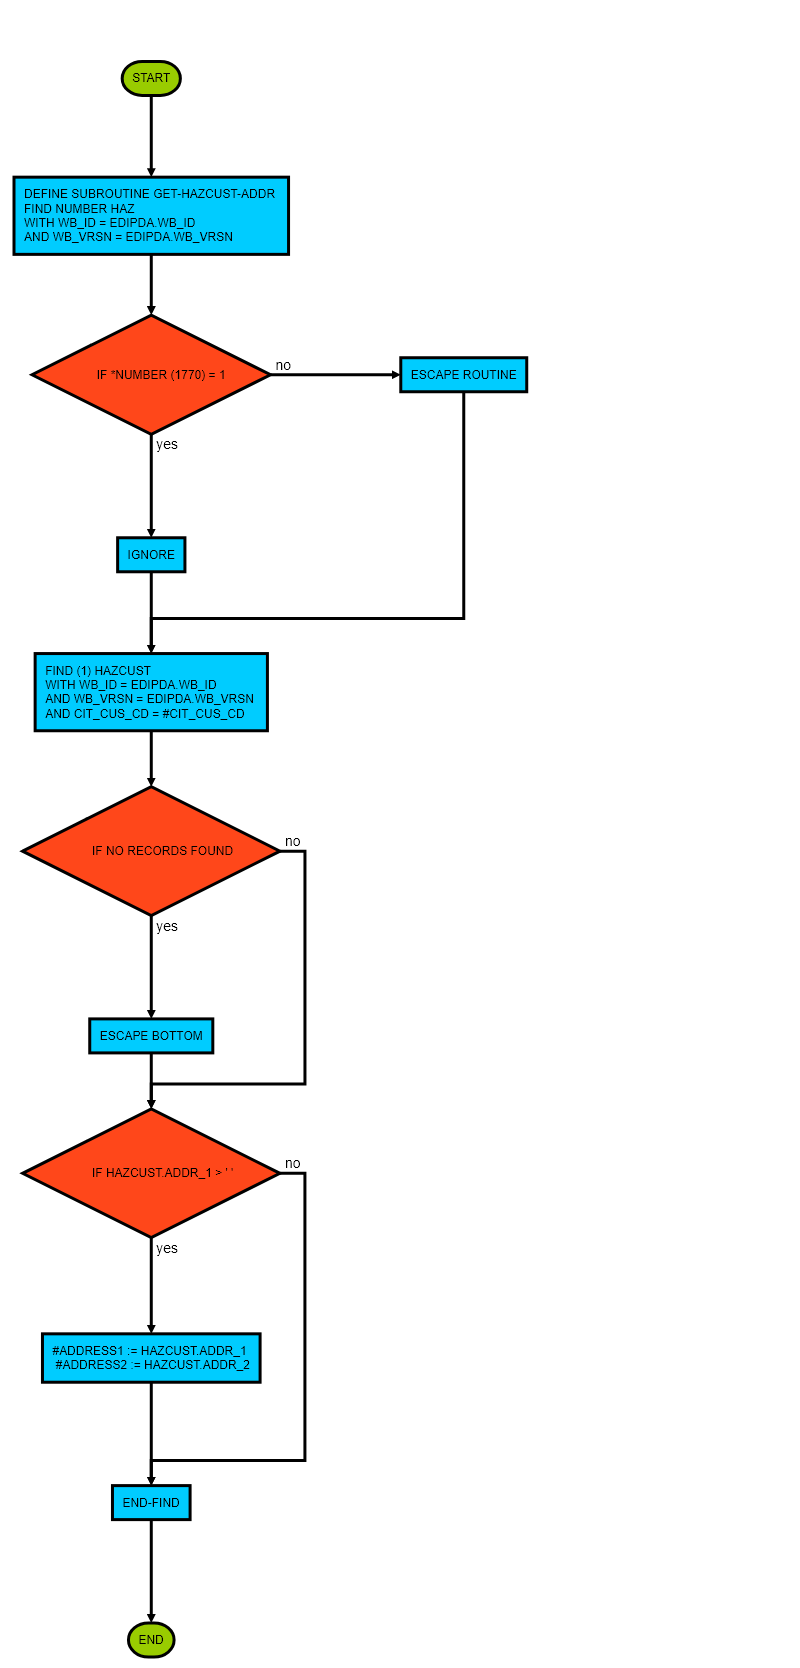 START
DEFINE SUBROUTINE GET-HAZCUST-ADDR
FIND NUMBER HAZ
WITH WB_ID = EDIPDA.WB_ID
AND WB_VRSN = EDIPDA.WB_VRSN
IF *NUMBER (1770) = 1
no
ESCAPE ROUTINE
yes
IGNORE
FIND (1) HAZCUST
WITH WB_ID = EDIPDA.WB_ID
AND WB_VRSN = EDIPDA.WB_VRSN
AND CIT_CUS_CD = #CIT_CUS_CD
IF NO RECORDS FOUND
no
yes
ESCAPE BOTTOM
IF HAZCUST.ADDR_1 > ' '
no
yes
#ADDRESS1 := HAZCUST.ADDR_1
#ADDRESS2 := HAZCUST.ADDR_2
END-FIND
END